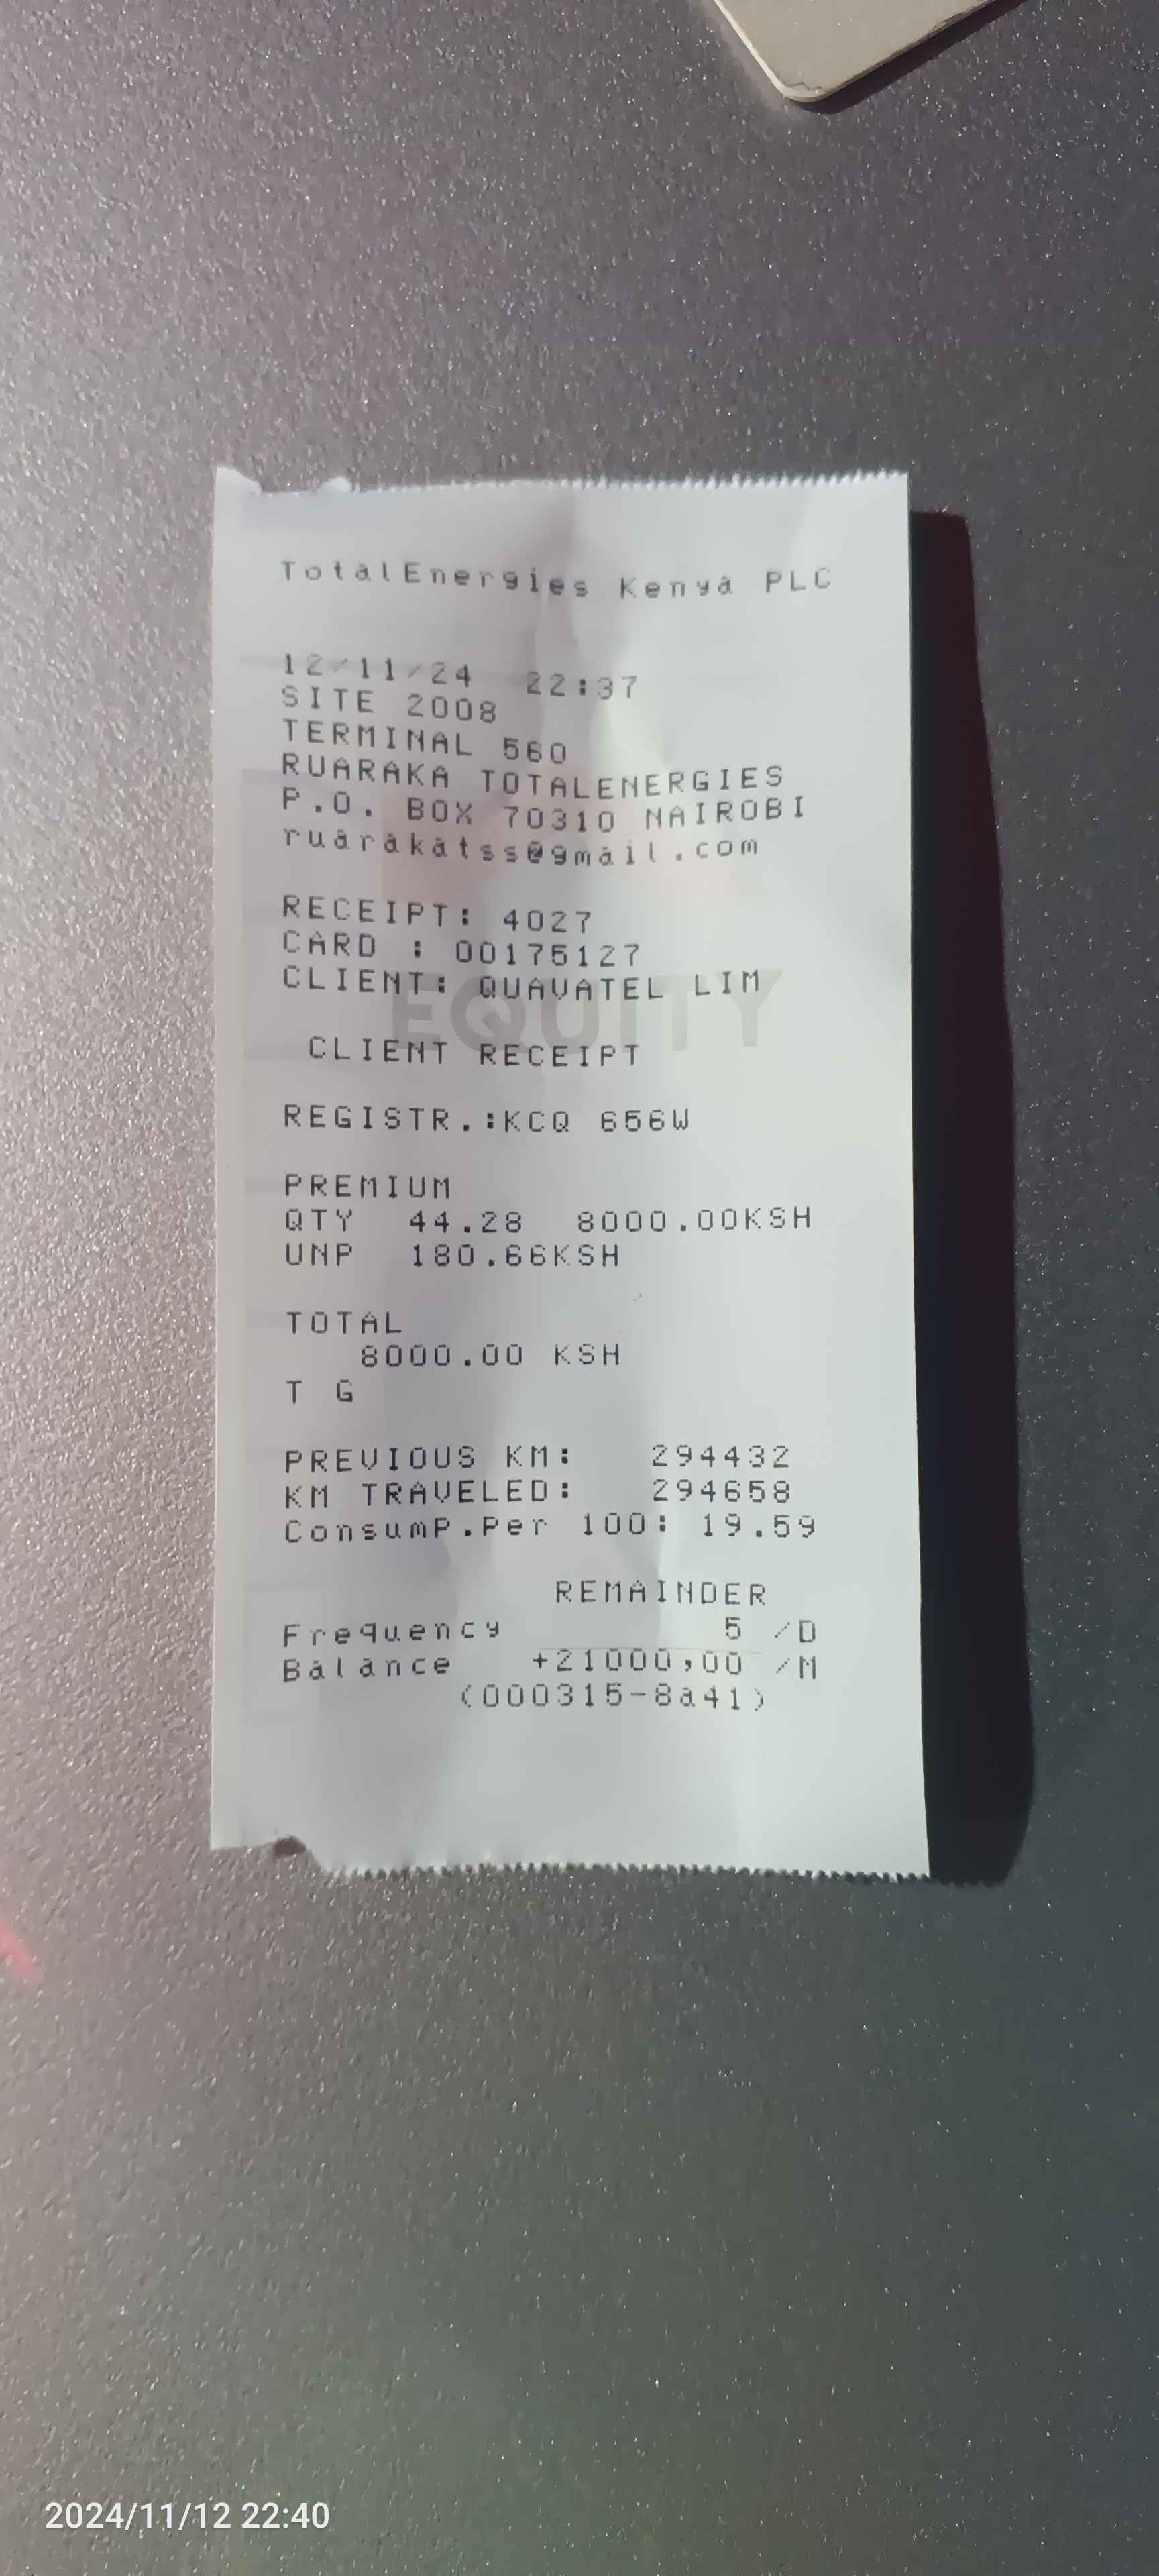 TotalEnergies Kenya PLC
12/11/24 22:37
SITE 2008
TERMINAL 560
RUARAKA TOTALENERGIES
P.O. BOX 70310 NAIROBI
ruarakatss@gmail.com
RECEIPT: 4027
CARD : 00175127
CLIENT: QUAVATEL LIM
EQUITY
CLIENT RECEIPT
REGISTR.:KCQ 656W
PREMIUM
QTY 44.28 8000.00KSH
UNP 180.66KSH
TOTAL
8000.00 KSH
T G
PREVIOUS KM: 294432
KM TRAVELED: 294658
ConsumP.Per 100: 19.59
REMAINDER
Frequency 5 /D
Balance +21000,00 /M
(000315-8a41)
2024/11/12 22:40